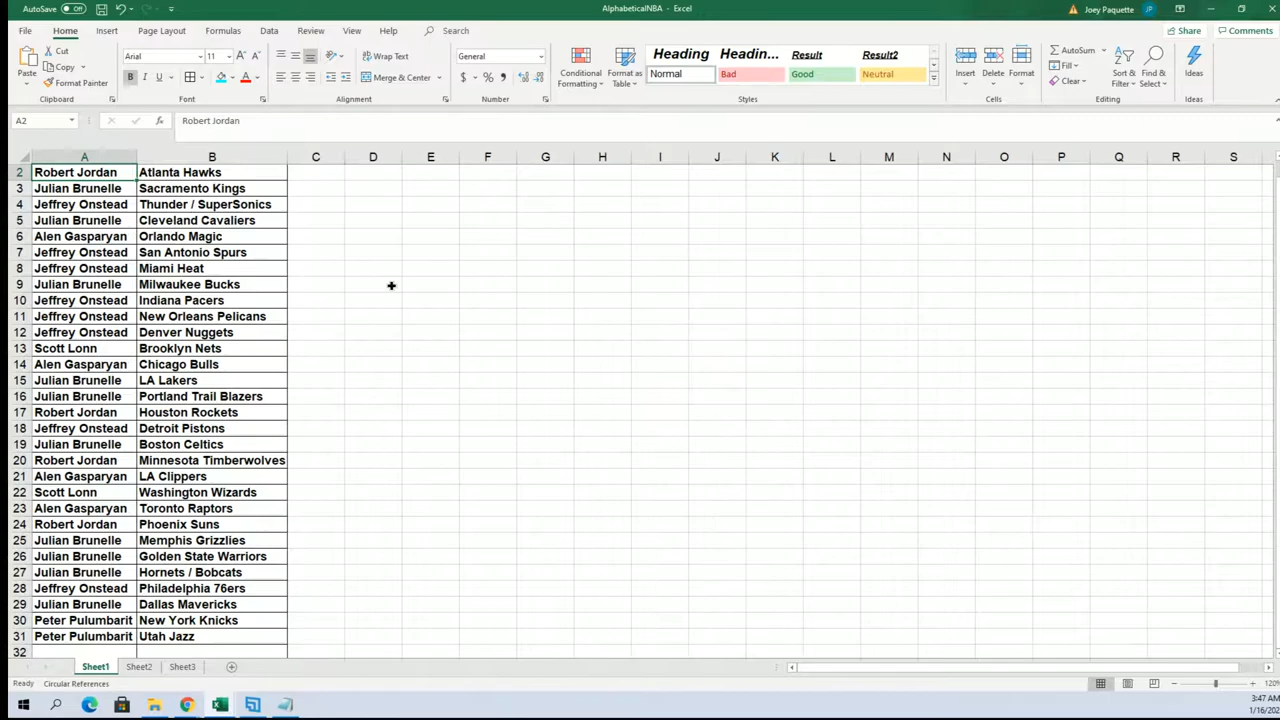 AutoSave Off AlphabeticalNBA - Excel Joey Paquette JP
File Home Insert Page Layout Formulas Data Review View Help Search Share Comments
Cut
Copy
Format Painter
Paste
Clipboard
Arial 11
B I U
Font
Wrap Text
Merge & Center
Alignment
General
Number
Conditional Formatting
Format as Table
Heading Headin... Result Result2
Normal Bad Good Neutral
Styles
Insert Delete Format
Cells
AutoSum
Fill
Clear
Sort & Filter
Find & Select
Editing
Ideas
Ideas
A2 fx Robert Jordan
A B C D E F G H I J K L M N O P Q R S
2 Robert Jordan Atlanta Hawks
3 Julian Brunelle Sacramento Kings
4 Jeffrey Onstead Thunder / SuperSonics
5 Julian Brunelle Cleveland Cavaliers
6 Alen Gasparyan Orlando Magic
7 Jeffrey Onstead San Antonio Spurs
8 Jeffrey Onstead Miami Heat
9 Julian Brunelle Milwaukee Bucks
10 Jeffrey Onstead Indiana Pacers
11 Jeffrey Onstead New Orleans Pelicans
12 Jeffrey Onstead Denver Nuggets
13 Scott Lonn Brooklyn Nets
14 Alen Gasparyan Chicago Bulls
15 Julian Brunelle LA Lakers
16 Julian Brunelle Portland Trail Blazers
17 Robert Jordan Houston Rockets
18 Jeffrey Onstead Detroit Pistons
19 Julian Brunelle Boston Celtics
20 Robert Jordan Minnesota Timberwolves
21 Alen Gasparyan LA Clippers
22 Scott Lonn Washington Wizards
23 Alen Gasparyan Toronto Raptors
24 Robert Jordan Phoenix Suns
25 Julian Brunelle Memphis Grizzlies
26 Julian Brunelle Golden State Warriors
27 Julian Brunelle Hornets / Bobcats
28 Jeffrey Onstead Philadelphia 76ers
29 Julian Brunelle Dallas Mavericks
30 Peter Pulumbarit New York Knicks
31 Peter Pulumbarit Utah Jazz
32
Sheet1 Sheet2 Sheet3
Ready Circular References 120%
3:47 AM
1/16/202